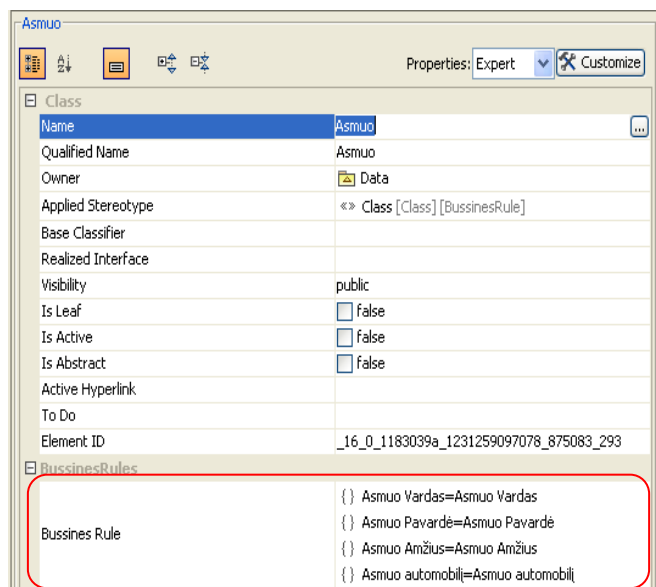 Asmuo
Properties: Expert Customize
Class
Name Asmuo ...
Qualified Name Asmuo
Owner Data
Applied Stereotype «» Class [Class] [BussinesRule]
Base Classifier
Realized Interface
Visibility public
Is Leaf false
Is Active false
Is Abstract false
Active Hyperlink
To Do
Element ID _16_0_1183039a_1231259097078_875083_293
BussinesRules
{} Asmuo Vardas=Asmuo Vardas
{} Asmuo Pavardė=Asmuo Pavardė
Bussines Rule
{} Asmuo Amžius=Asmuo Amžius
{} Asmuo automobilį=Asmuo automobilį